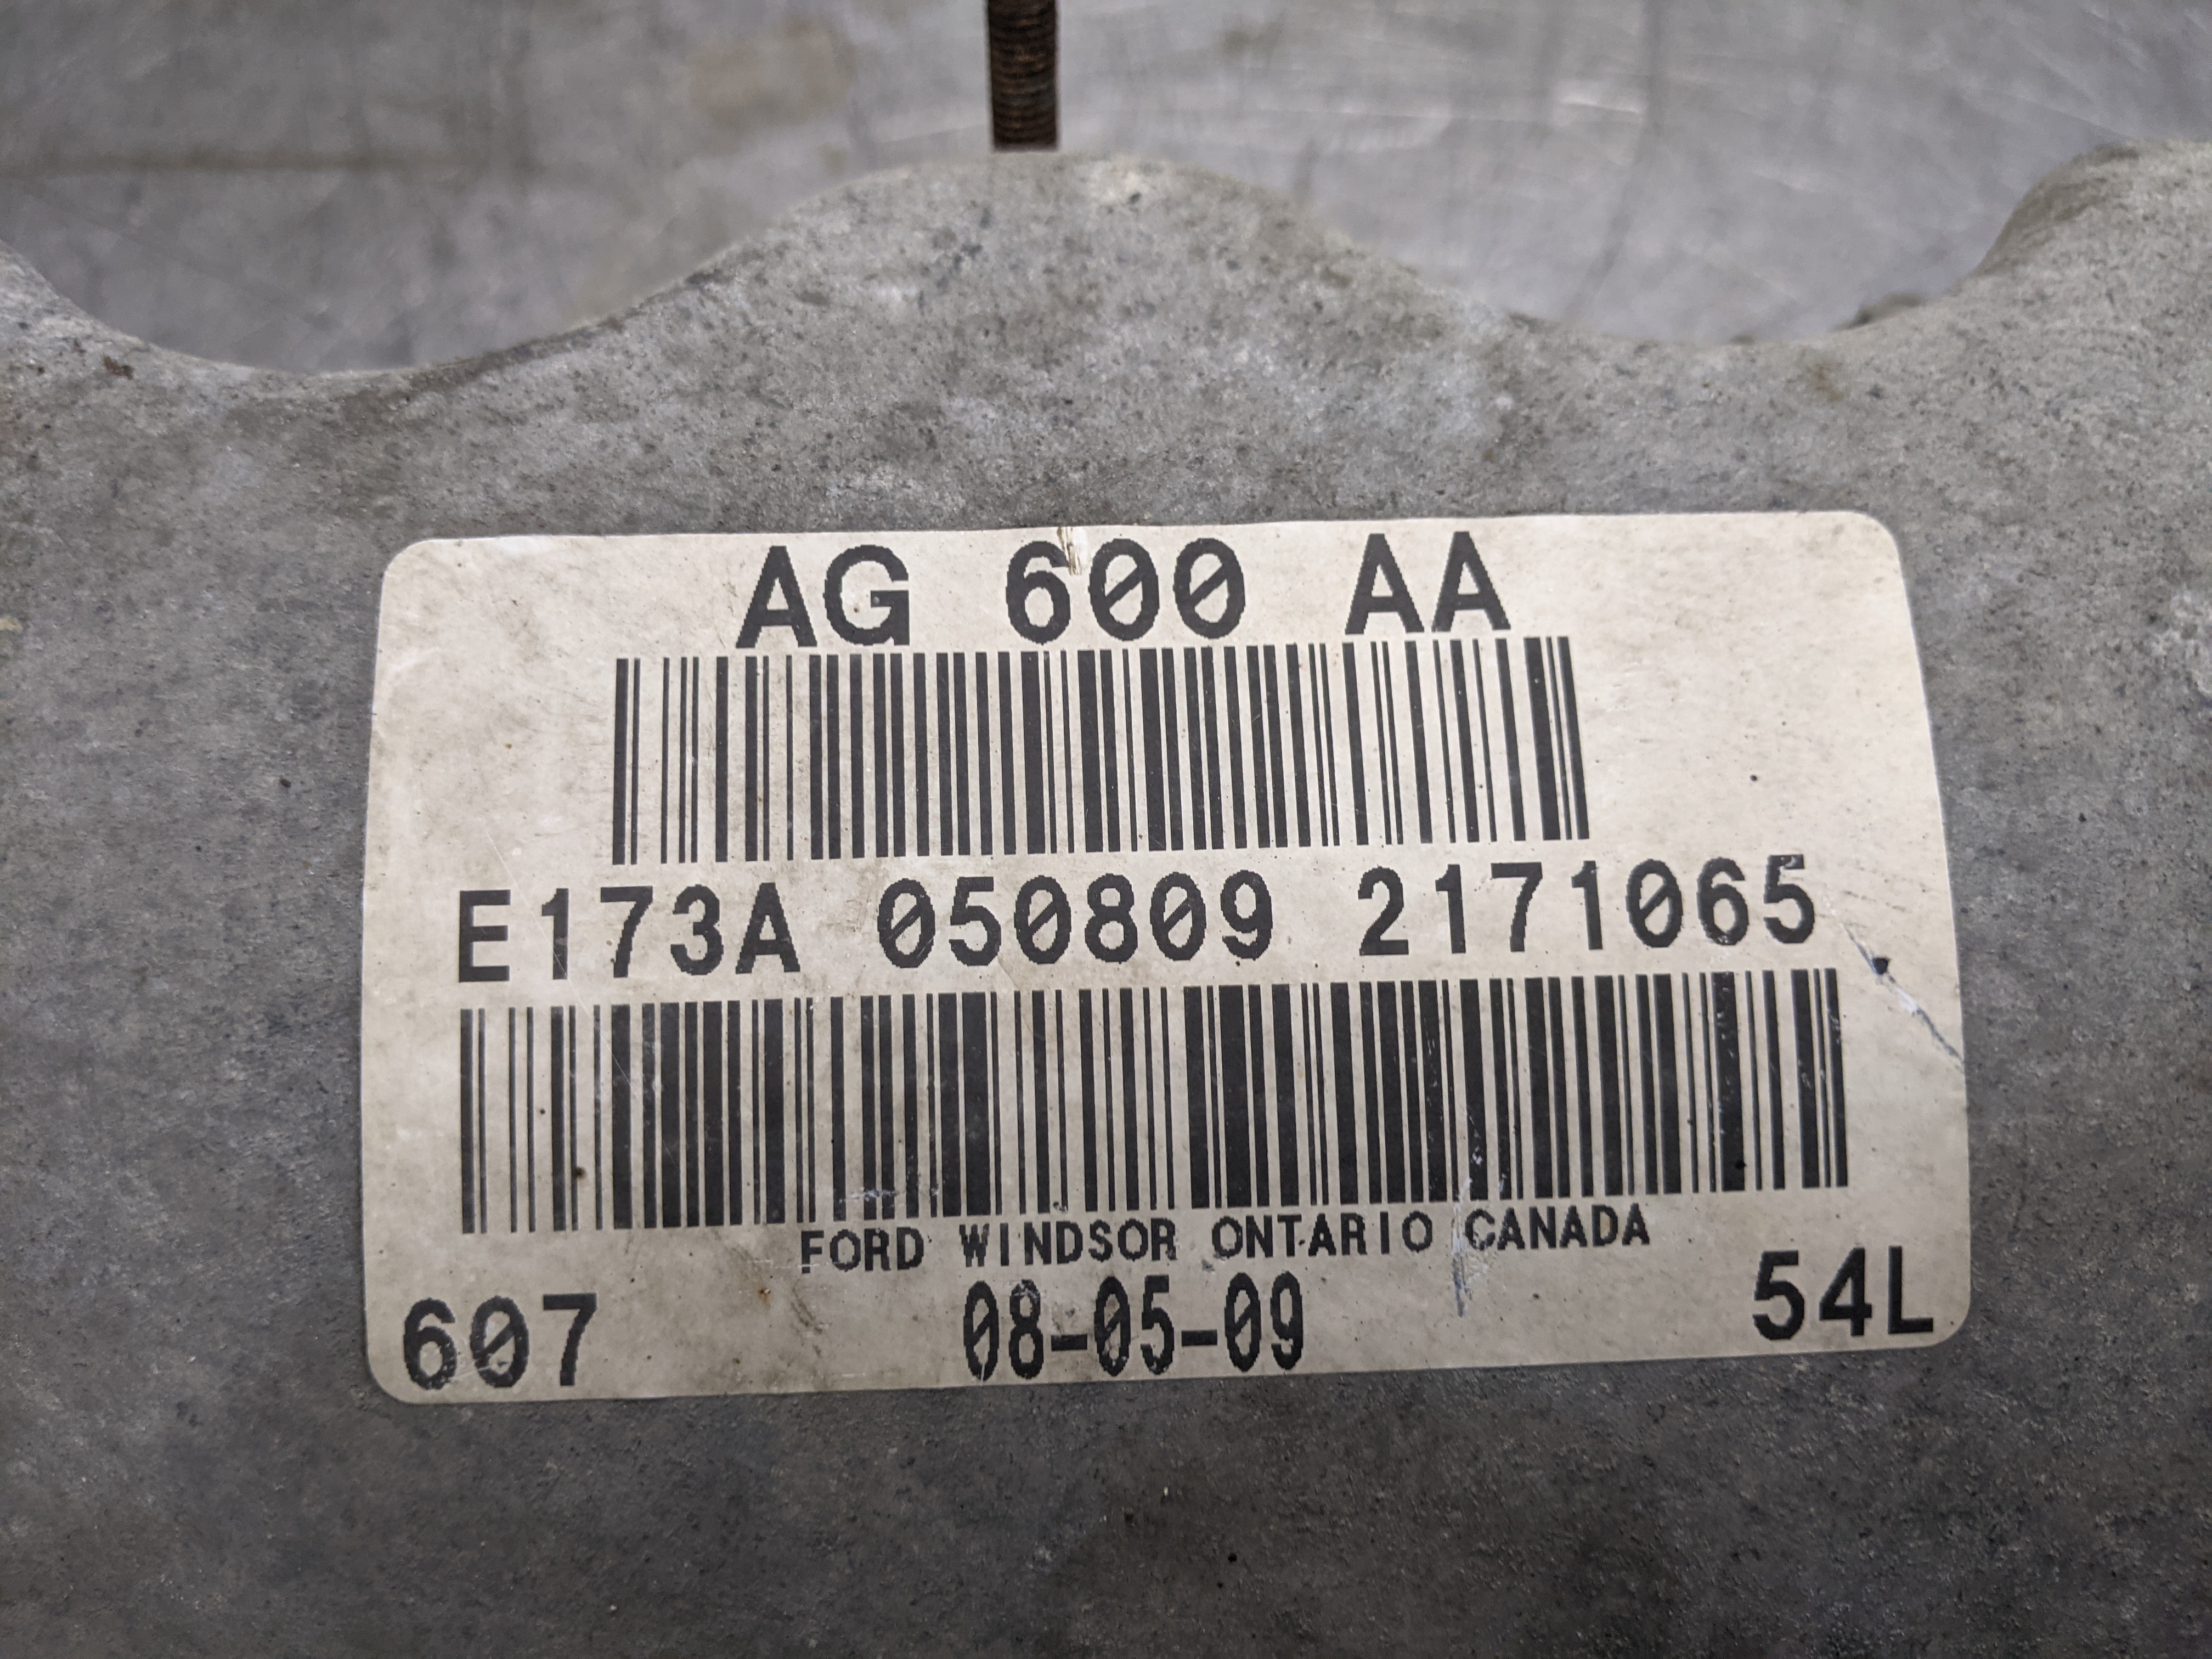 AG 600 AA
E173A 050809 2171065
FORD WINDSOR ONTARIO CANADA
607 08-05-09 54L